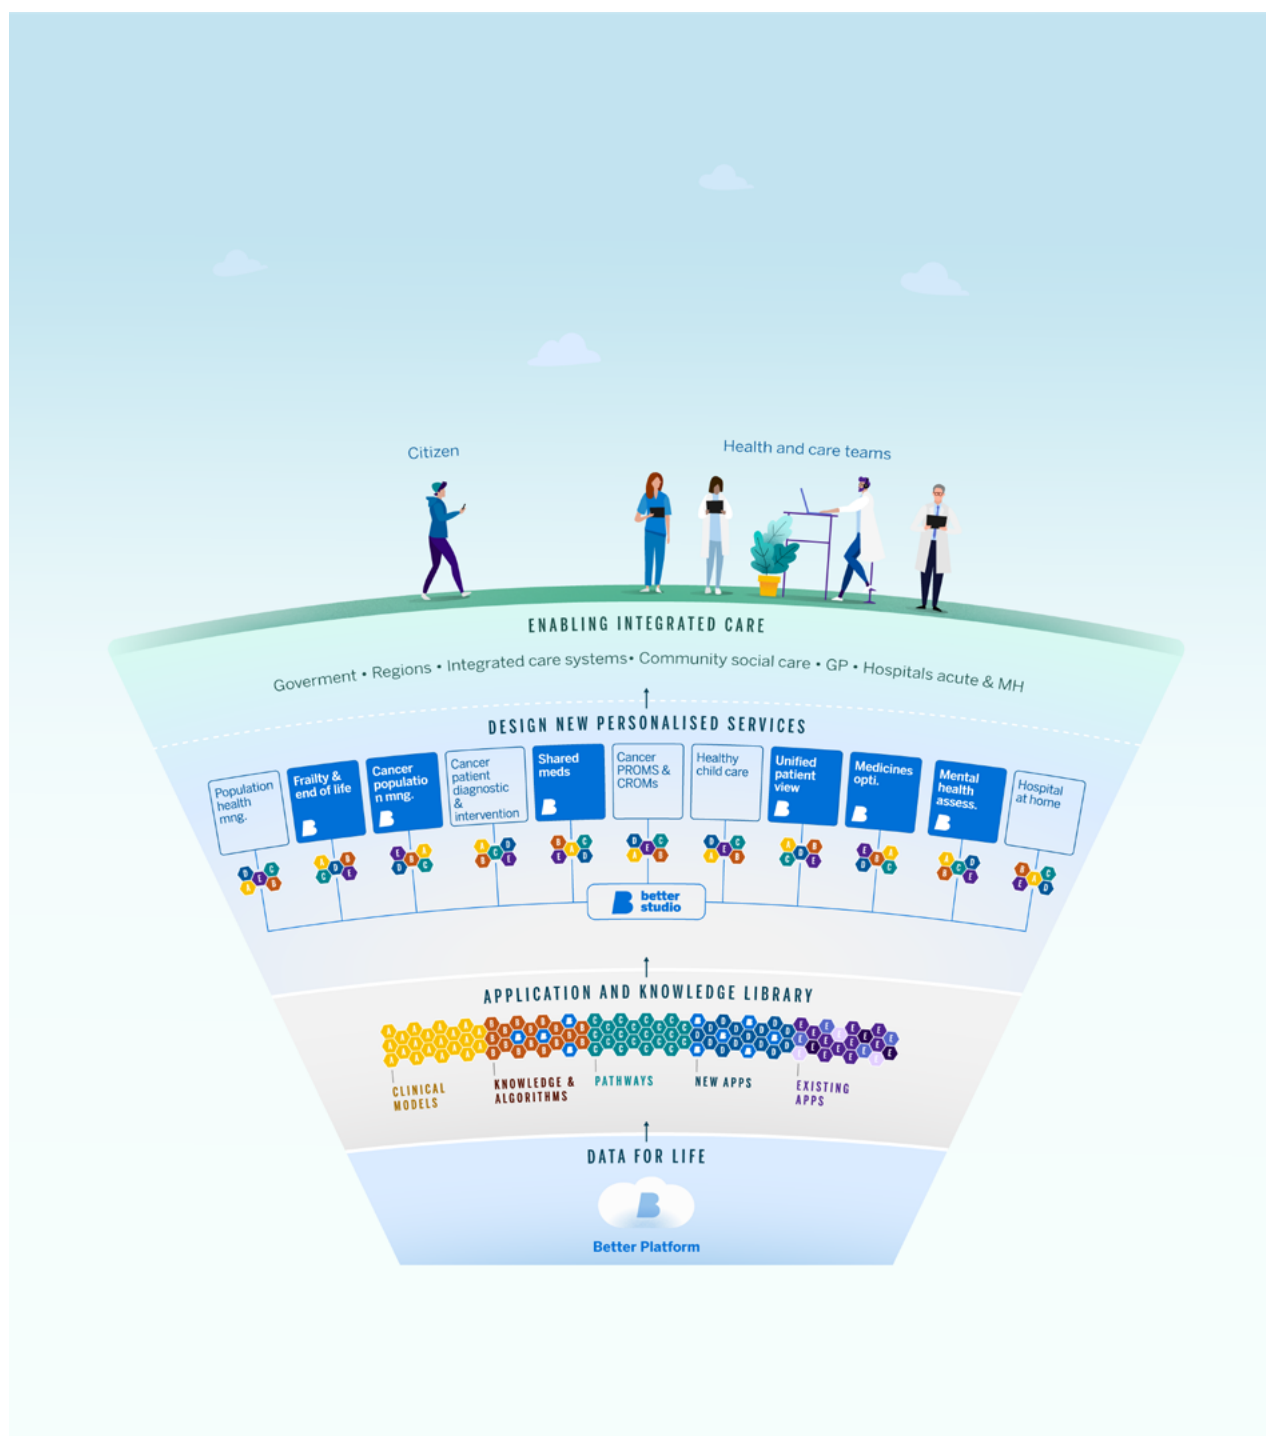 Citizen
Health and care teams
ENABLING INTEGRATED CARE
Goverment • Regions • Integrated care systems• Community social care • GP • Hospitals acute & MH
DESIGN NEW PERSONALISED SERVICES
Population
health
mng.
Frailty &
end of life
Cancer
populatio
n mng.
Cancer
patient
diagnostic
&
intervention
Shared
meds
Cancer
PROMS &
CROMs
Healthy
child care
Unified
patient
view
Medicines
opti.
Mental
health
assess.
Hospital
at home
better
studio
APPLICATION AND KNOWLEDGE LIBRARY
CLINICAL
MODELS
KNOWLEDGE &
ALGORITHMS
PATHWAYS
NEW APPS
EXISTING
APPS
DATA FOR LIFE
Better Platform